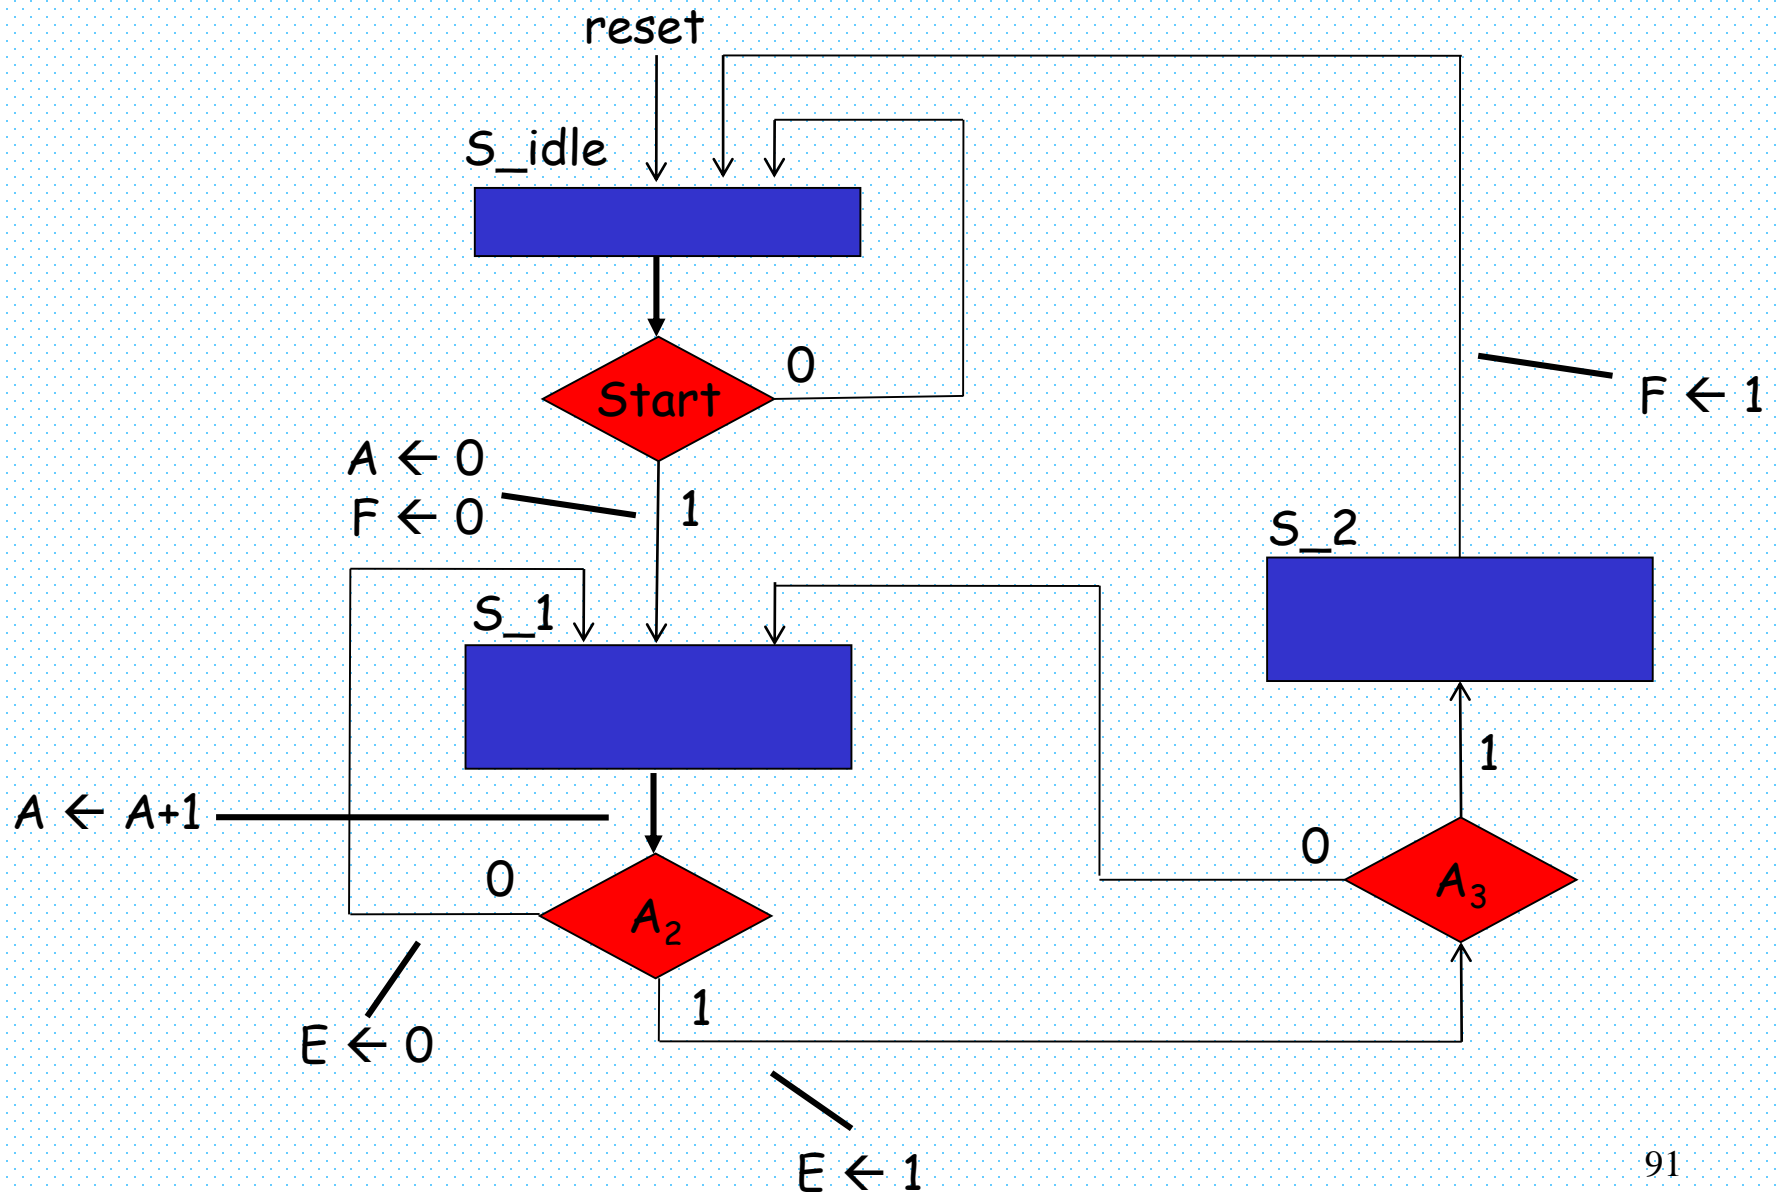 reset
S_idle
0
Start
F ← 1
A ← 0
F ← 0
1
S_2
S_1
1
A ← A+1
0
0
A₂
A₃
1
E ← 0
E ← 1
91